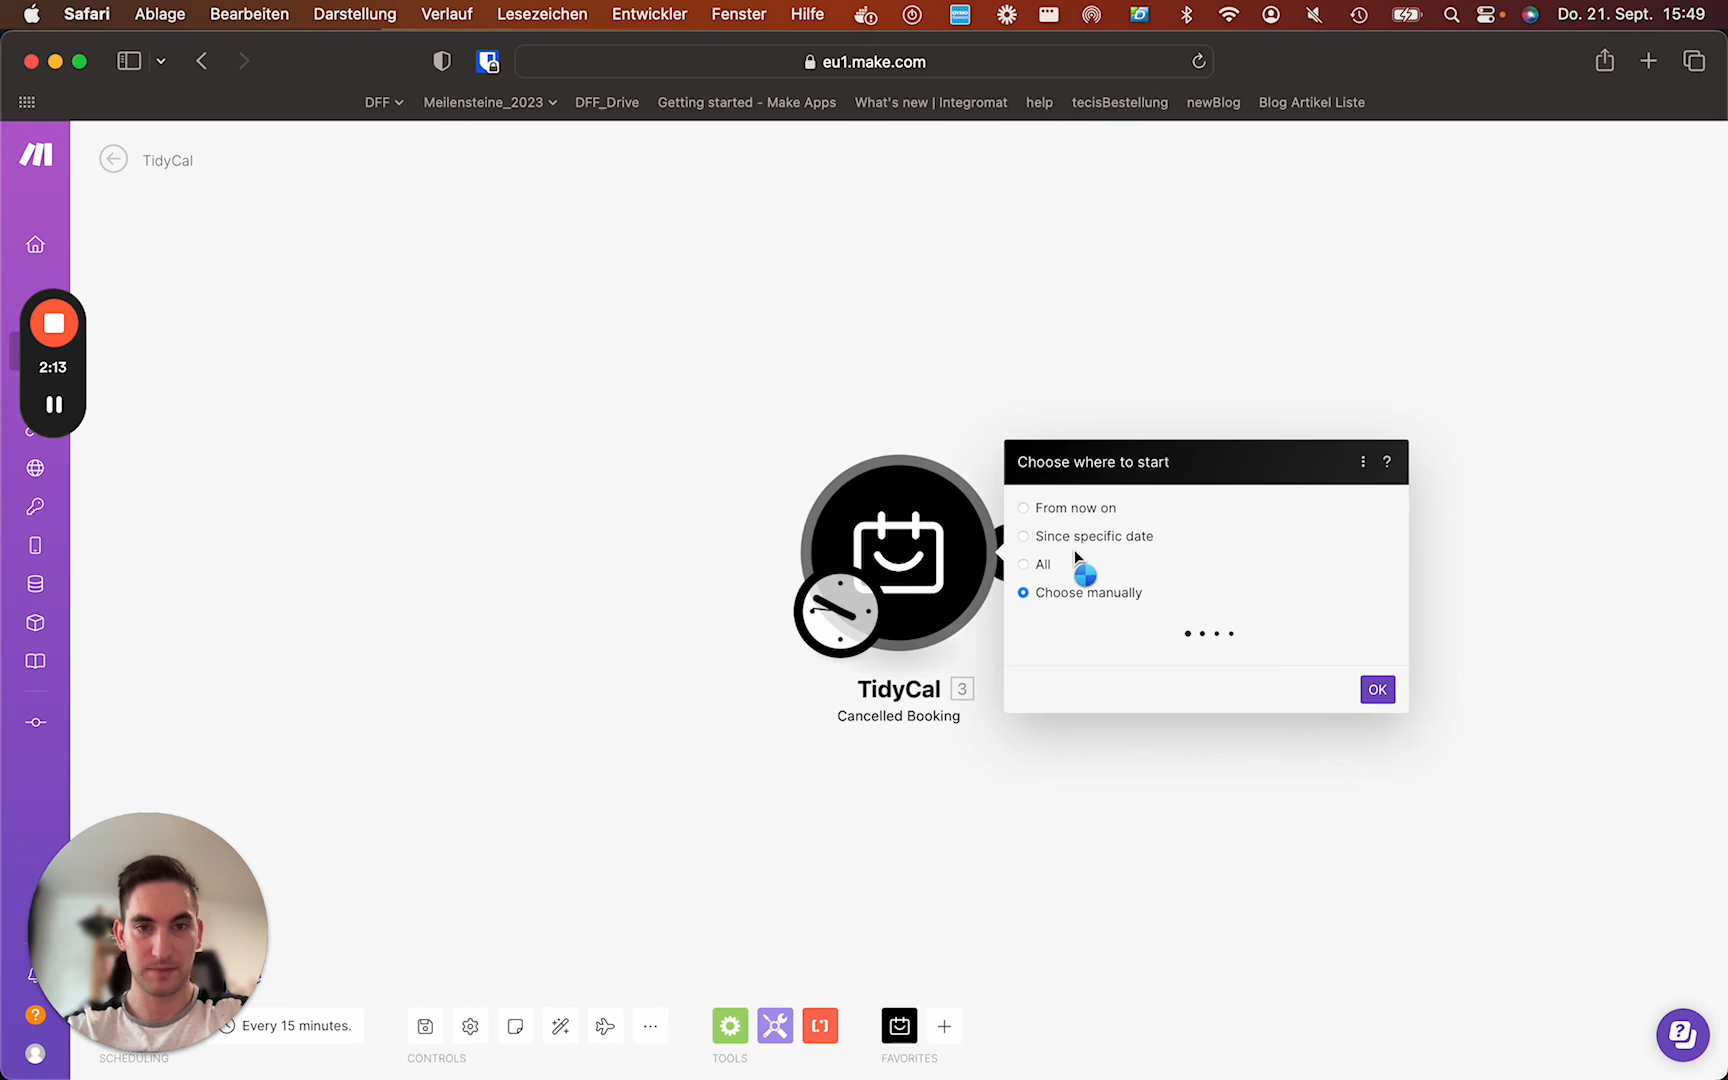 Safari Ablage Bearbeiten Darstellung Verlauf Lesezeichen Entwickler Fenster Hilfe Do. 21. Sept. 15:49
eu1.make.com
DFF Meilensteine_2023 DFF_Drive Getting started - Make Apps What's new | Integromat help tecisBestellung newBlog Blog Artikel Liste
TidyCal
2:13
Choose where to start ?
From now on
Since specific date
All
Choose manually
OK
TidyCal 3
Cancelled Booking
Every 15 minutes.
SCHEDULING CONTROLS TOOLS FAVORITES